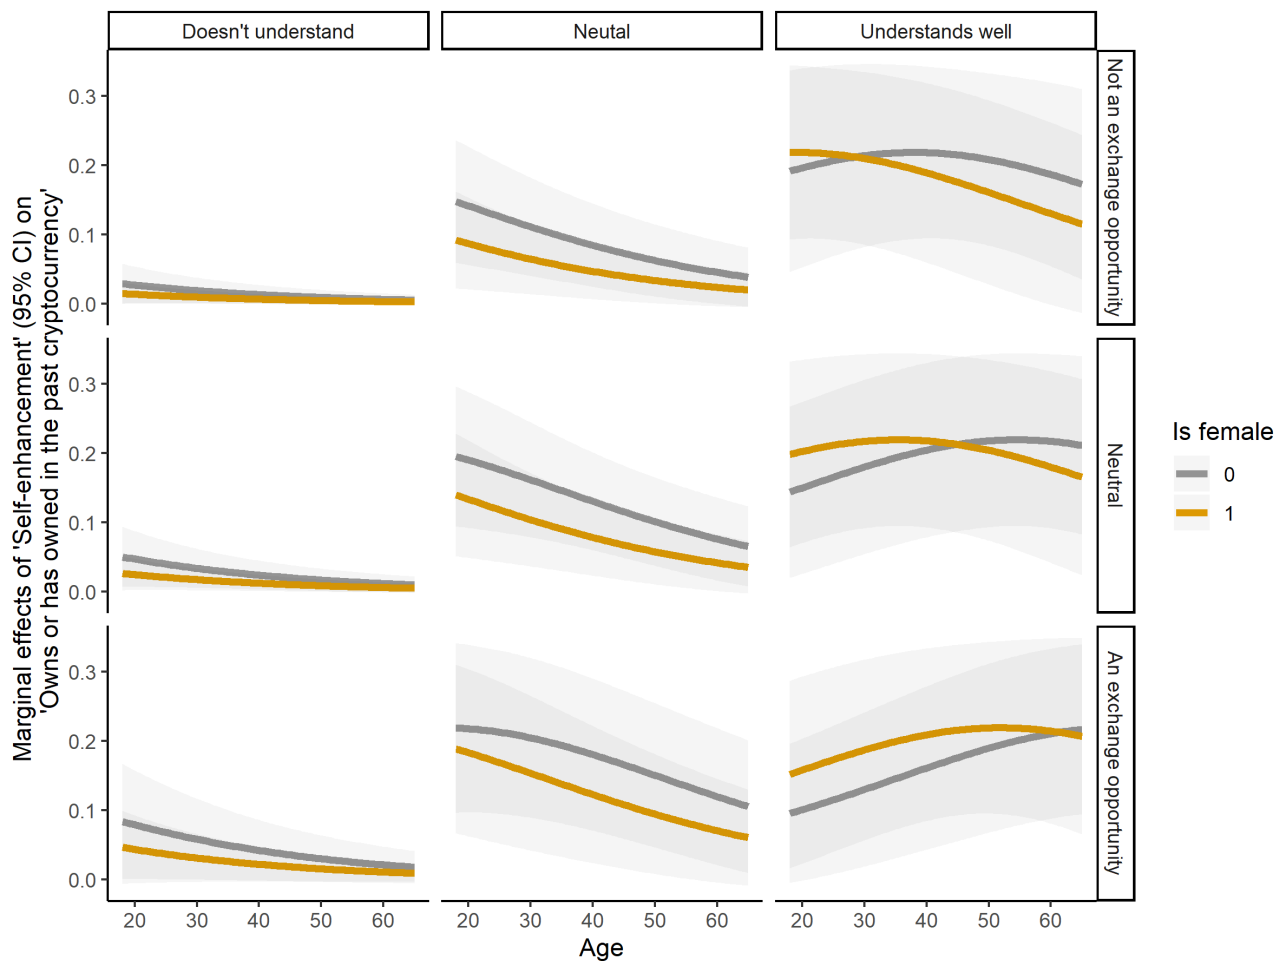 Doesn't understand
Neutal
Understands well
Marginal effects of 'Self-enhancement' (95% CI) on
'Owns or has owned in the past cryptocurrency'
0.3
0.2
0.1
0.0
Not an exchange opportunity
0.3
0.2
0.1
0.0
Neutral
0.3
0.2
0.1
0.0
An exchange opportunity
20 30 40 50 60
20 30 40 50 60
20 30 40 50 60
Age
Is female
0
1